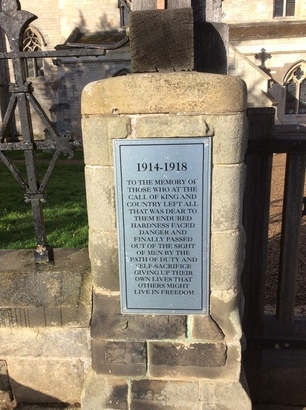 1914-1918
TO THE MEMORY OF
THOSE WHO AT THE
CALL OF KING AND
COUNTRY LEFT ALL
THAT WAS DEAR TO
THEM ENDURED
HARDNESS FACED
DANGER AND
FINALLY PASSED
OUT OF THE SIGHT
OF MEN BY THE
PATH OF DUTY AND
SELF-SACRIFICE
GIVING UP THEIR
OWN LIVES THAT
OTHERS MIGHT
LIVE IN FREEDOM